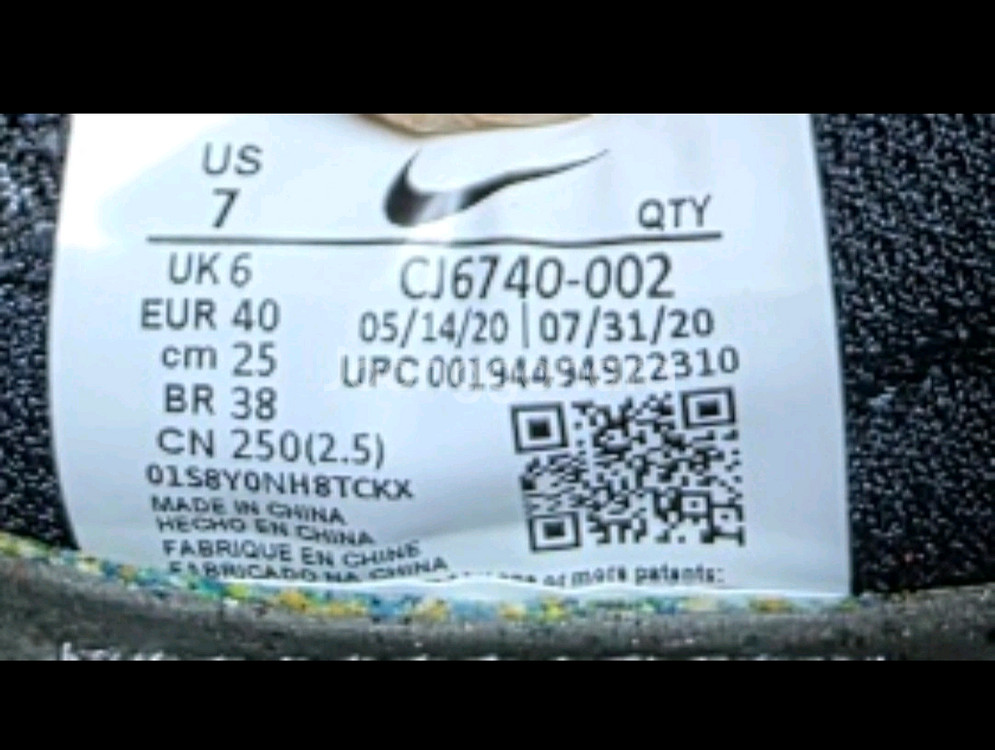 US
7
QTY
UK 6
EUR 40
cm 25
BR 38
CN 250(2.5)
CJ6740-002
05/14/20 | 07/31/20
UPC 00194494922310
01S8Y0NH8TCKX
MADE IN CHINA
HECHO EN CHINA
FABRIQUE EN CHINE
FABRICADO NA CHINA
or more patents: